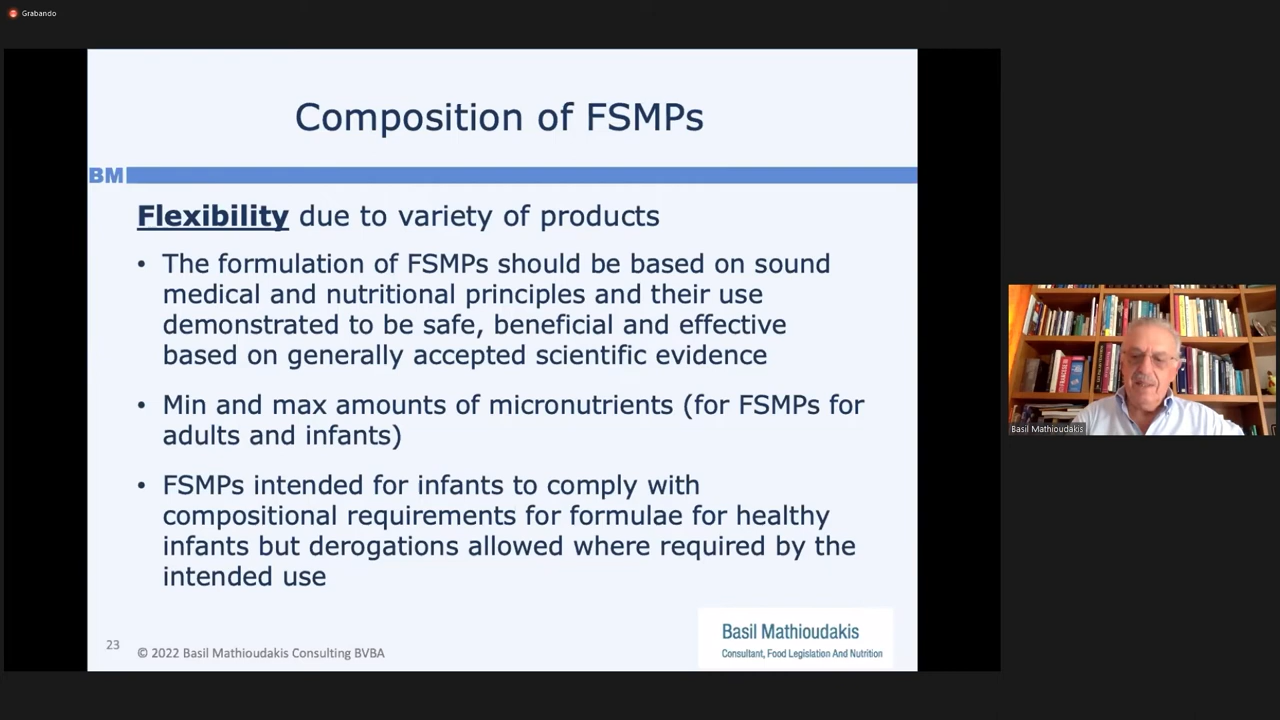 Grabando
Composition of FSMPs
BM
Flexibility due to variety of products
• The formulation of FSMPs should be based on sound
medical and nutritional principles and their use
demonstrated to be safe, beneficial and effective
based on generally accepted scientific evidence
• Min and max amounts of micronutrients (for FSMPs for
adults and infants)
• FSMPs intended for infants to comply with
compositional requirements for formulae for healthy
infants but derogations allowed where required by the
intended use
Basil Mathioudakis
Consultant, Food Legislation And Nutrition
23
© 2022 Basil Mathioudakis Consulting BVBA
Basil Mathioudakis